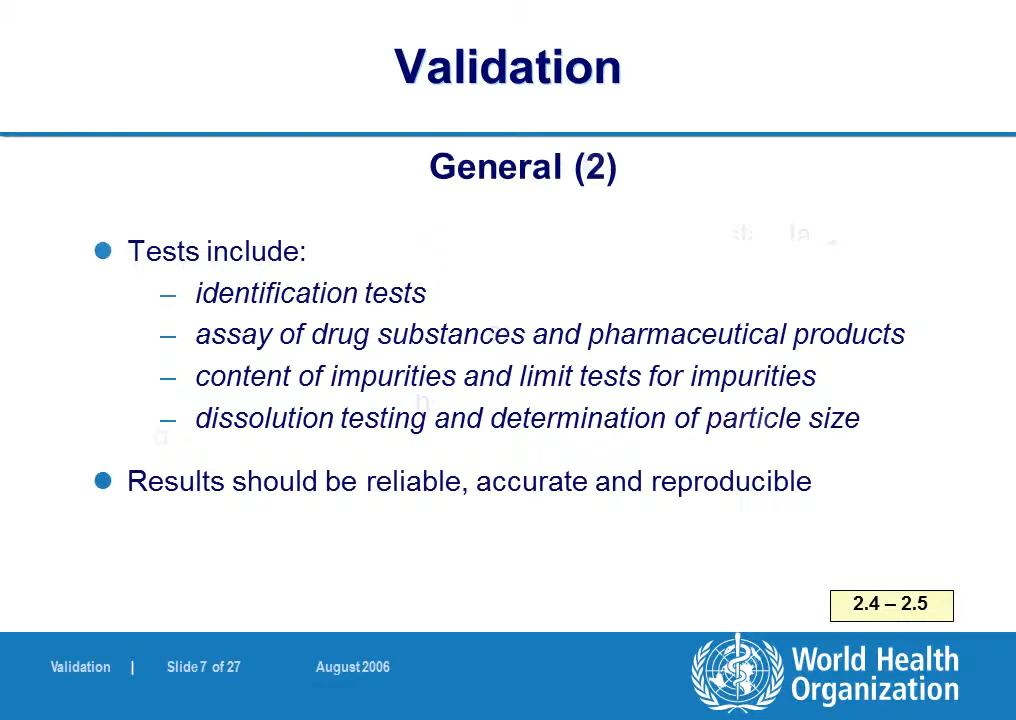 Validation
General (2)
Tests include:
– identification tests
– assay of drug substances and pharmaceutical products
– content of impurities and limit tests for impurities
– dissolution testing and determination of particle size
Results should be reliable, accurate and reproducible
2.4 – 2.5
Validation | Slide 7 of 27 August 2006
World Health
Organization